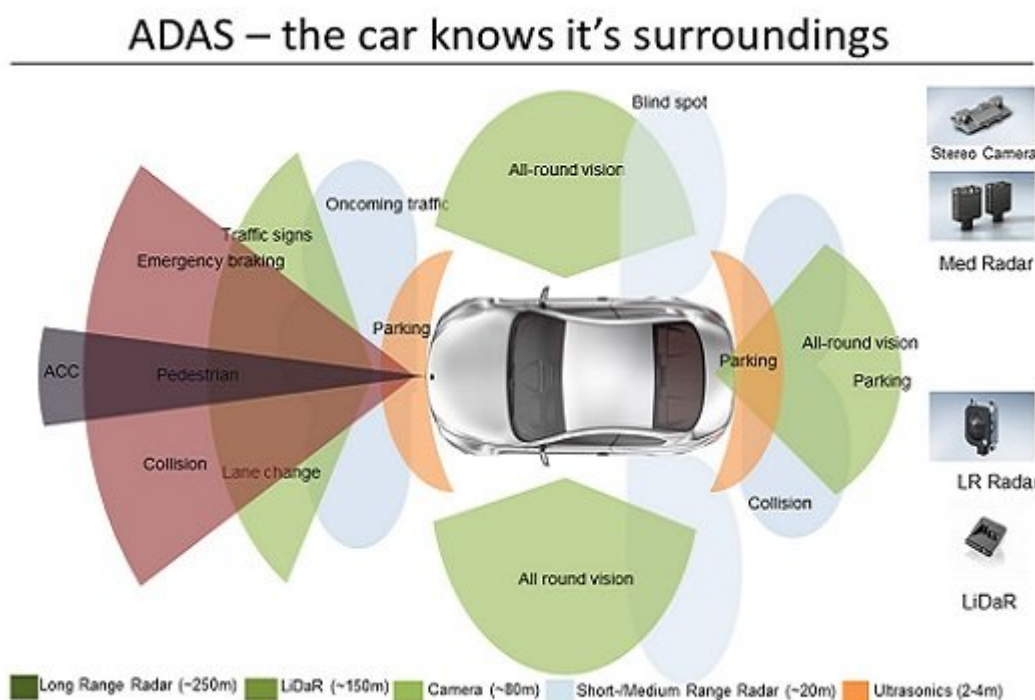 ADAS – the car knows it's surroundings
Blind spot
Stereo Camera
All-round vision
Oncoming traffic
Traffic signs
Emergency braking
Med Radar
Parking
All-round vision
Parking
ACC
Pedestrian
Parking
Collision
Lane change
LR Radar
Collision
All round vision
LiDaR
Long Range Radar (~250m)
LiDaR (~150m)
Camera (~80m)
Short-/Medium Range Radar (~20m)
Ultrasonics (2-4m)